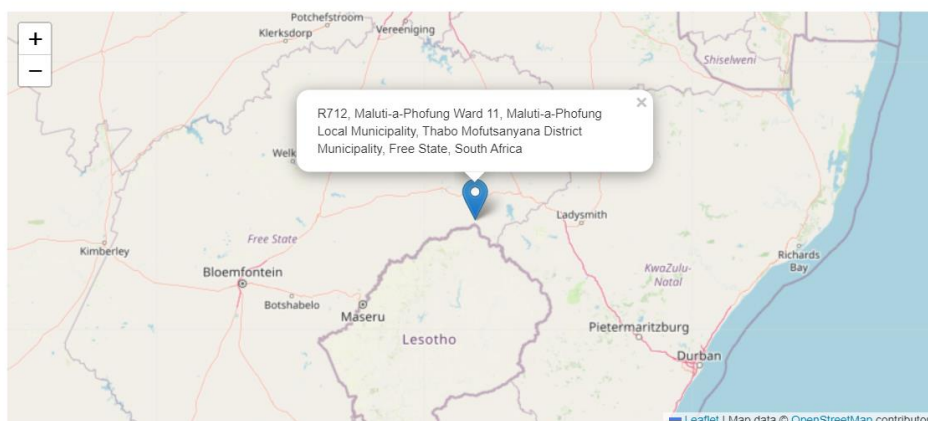 +
−
Potchefstroom
Klerksdorp
Vereeniging
Shiselweni
×
R712, Maluti-a-Phofung Ward 11, Maluti-a-Phofung
Local Municipality, Thabo Mofutsanyana District
Municipality, Free State, South Africa
Welk
Ladysmith
Free State
Kimberley
Richards
Bay
Bloemfontein
KwaZulu-
Natal
Botshabelo
Maseru
Pietermaritzburg
Lesotho
Durban
Leaflet | Map data © OpenStreetMap contributor